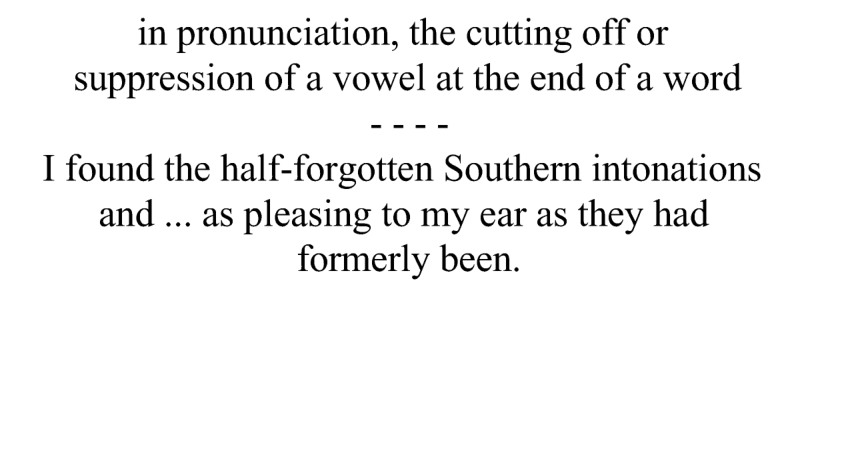 in pronunciation, the cutting off or
suppression of a vowel at the end of a word
- - - -
I found the half-forgotten Southern intonations
and ... as pleasing to my ear as they had
formerly been.